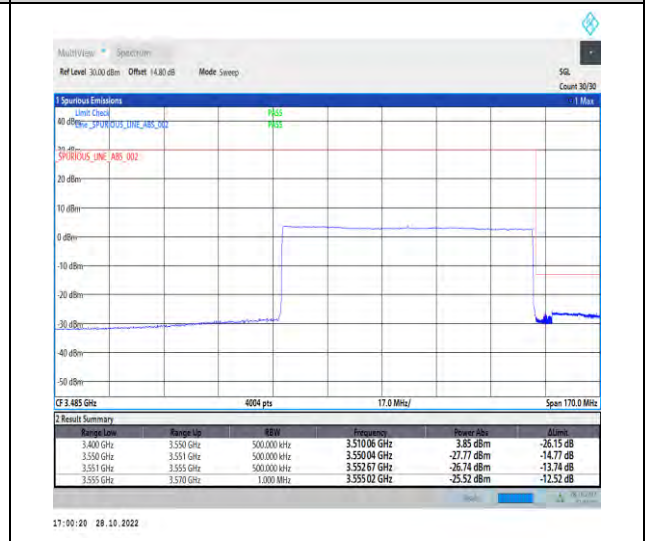 MultiView Spectrum
Ref Level 30.00 dBm Offset 14.80 dB Mode Sweep SGL
Count 30/30
1 Spurious Emissions 1 Max
Limit Check PASS
40 dBm
Line _SPURIOUS_LINE_ABS_002 PASS
_SPURIOUS_LINE_ABS_002
20 dBm
10 dBm
0 dBm
-10 dBm
-20 dBm
-30 dBm
-40 dBm
-50 dBm
CF 3.485 GHz 4004 pts 17.0 MHz/ Span 170.0 MHz
2 Result Summary
Range Low Range Up RBW Frequency Power Abs ΔLimit
3.400 GHz 3.550 GHz 500.000 kHz 3.51006 GHz 3.85 dBm -26.15 dB
3.550 GHz 3.551 GHz 500.000 kHz 3.55004 GHz -27.77 dBm -14.77 dB
3.551 GHz 3.555 GHz 500.000 kHz 3.55267 GHz -26.74 dBm -13.74 dB
3.555 GHz 3.570 GHz 1.000 MHz 3.55502 GHz -25.52 dBm -12.52 dB
17:00:20 28.10.2022